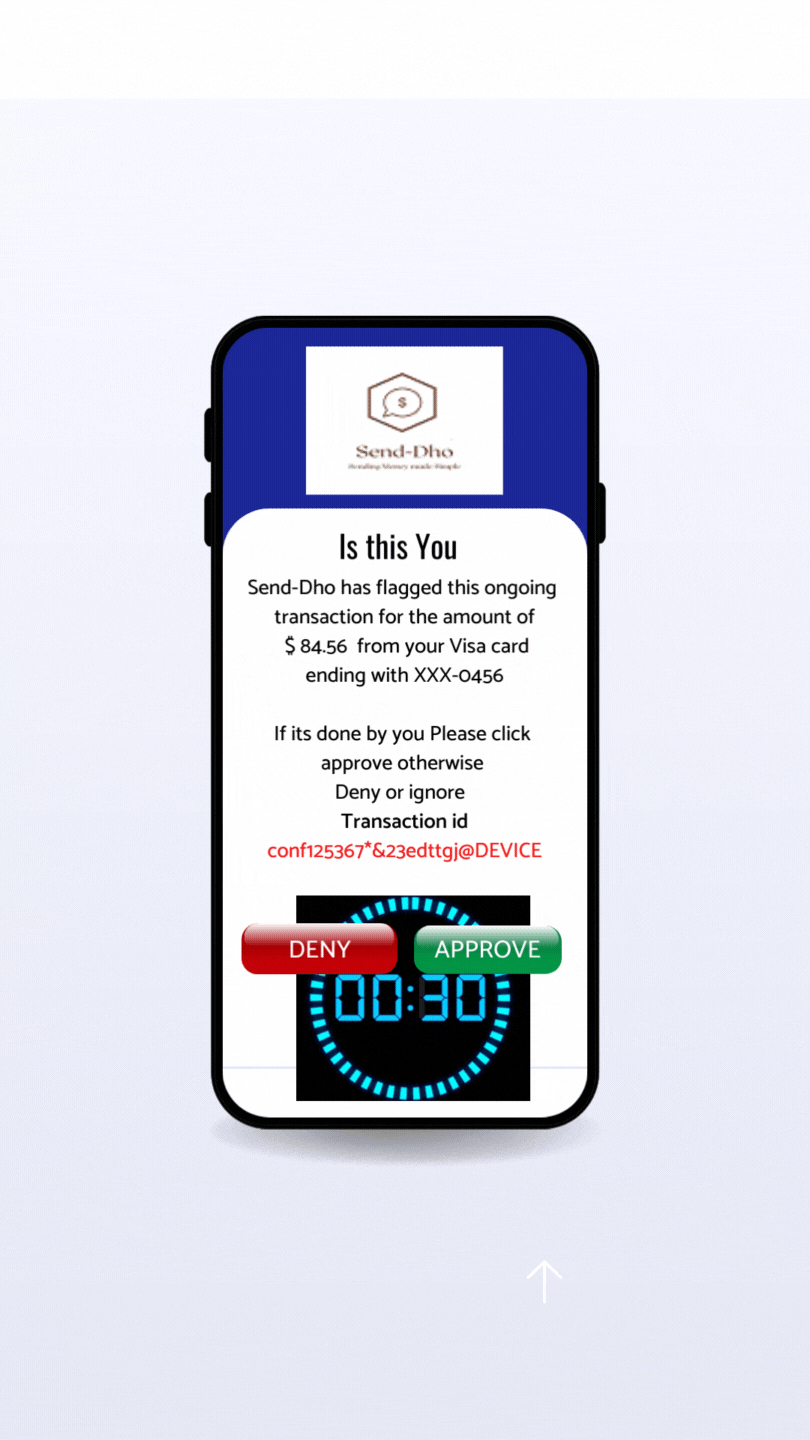 $
Send-Dho
Sending Money made Simple
Is this You
Send-Dho has flagged this ongoing
transaction for the amount of
$ 84.56 from your Visa card
ending with XXX-0456
If its done by you Please click
approve otherwise
Deny or ignore
Transaction id
conf125367*&23edttgj@DEVICE
DENY APPROVE
00:30